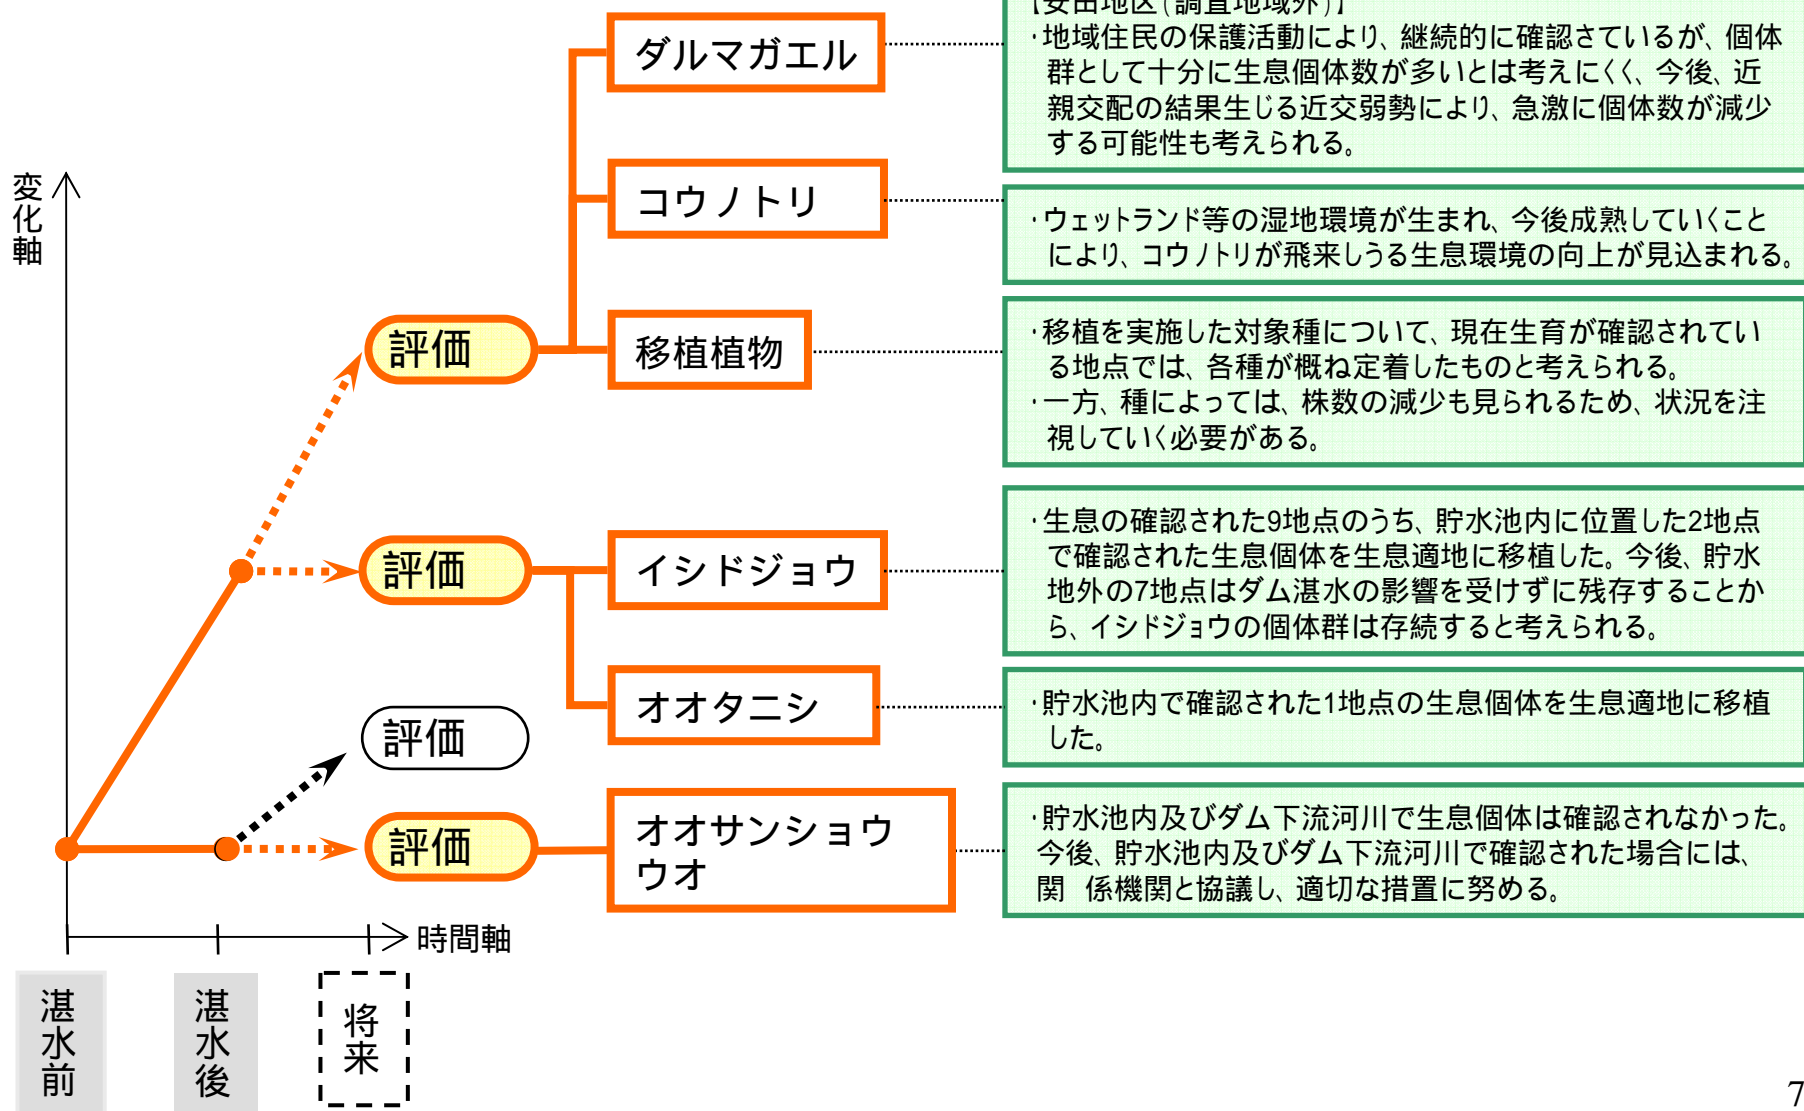 【安田地区(調査地域外)】
・地域住民の保護活動により、継続的に確認さているが、個体
群として十分に生息個体数が多いとは考えにくく、今後、近
親交配の結果生じる近交弱勢により、急激に個体数が減少
する可能性も考えられる。
ダルマガエル
コウノトリ
・ウェットランド等の湿地環境が生まれ、今後成熟していくこと
により、コウノトリが飛来しうる生息環境の向上が見込まれる。
変化軸
評価
移植植物
・移植を実施した対象種について、現在生育が確認されてい
る地点では、各種が概ね定着したものと考えられる。
・一方、種によっては、株数の減少も見られるため、状況を注
視していく必要がある。
評価
イシドジョウ
・生息の確認された9地点のうち、貯水池内に位置した2地点
で確認された生息個体を生息適地に移植した。今後、貯水
地外の7地点はダム湛水の影響を受けずに残存することか
ら、イシドジョウの個体群は存続すると考えられる。
オオタニシ
・貯水池内で確認された1地点の生息個体を生息適地に移植
した。
評価
評価
オオサンショウ
ウオ
・貯水池内及びダム下流河川で生息個体は確認されなかった。
今後、貯水池内及びダム下流河川で確認された場合には、
関 係機関と協議し、適切な措置に努める。
時間軸
湛水前
湛水後
将来
7